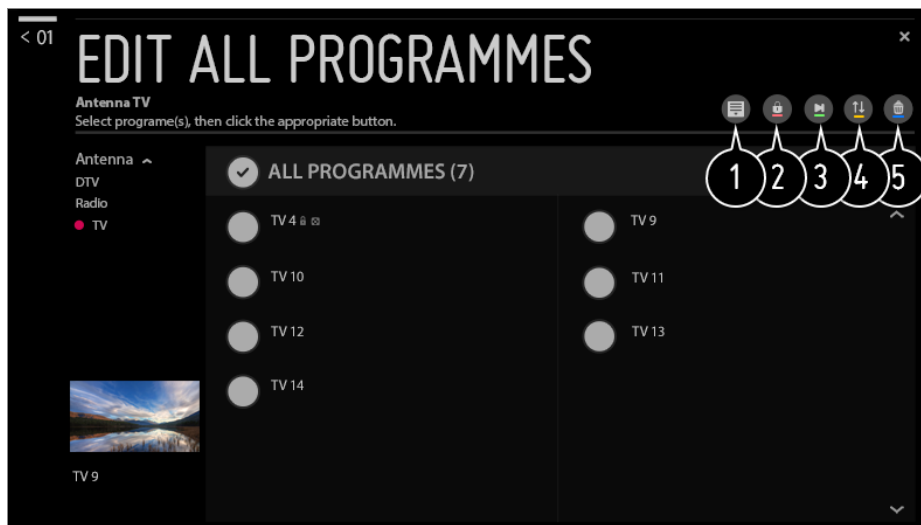 < 01
EDIT ALL PROGRAMMES
×
Antenna TV
Select programe(s), then click the appropriate button.
1 2 3 4 5
Antenna
DTV
Radio
TV
ALL PROGRAMMES (7)
TV 4
TV 9
TV 10
TV 11
TV 12
TV 13
TV 14
TV 9